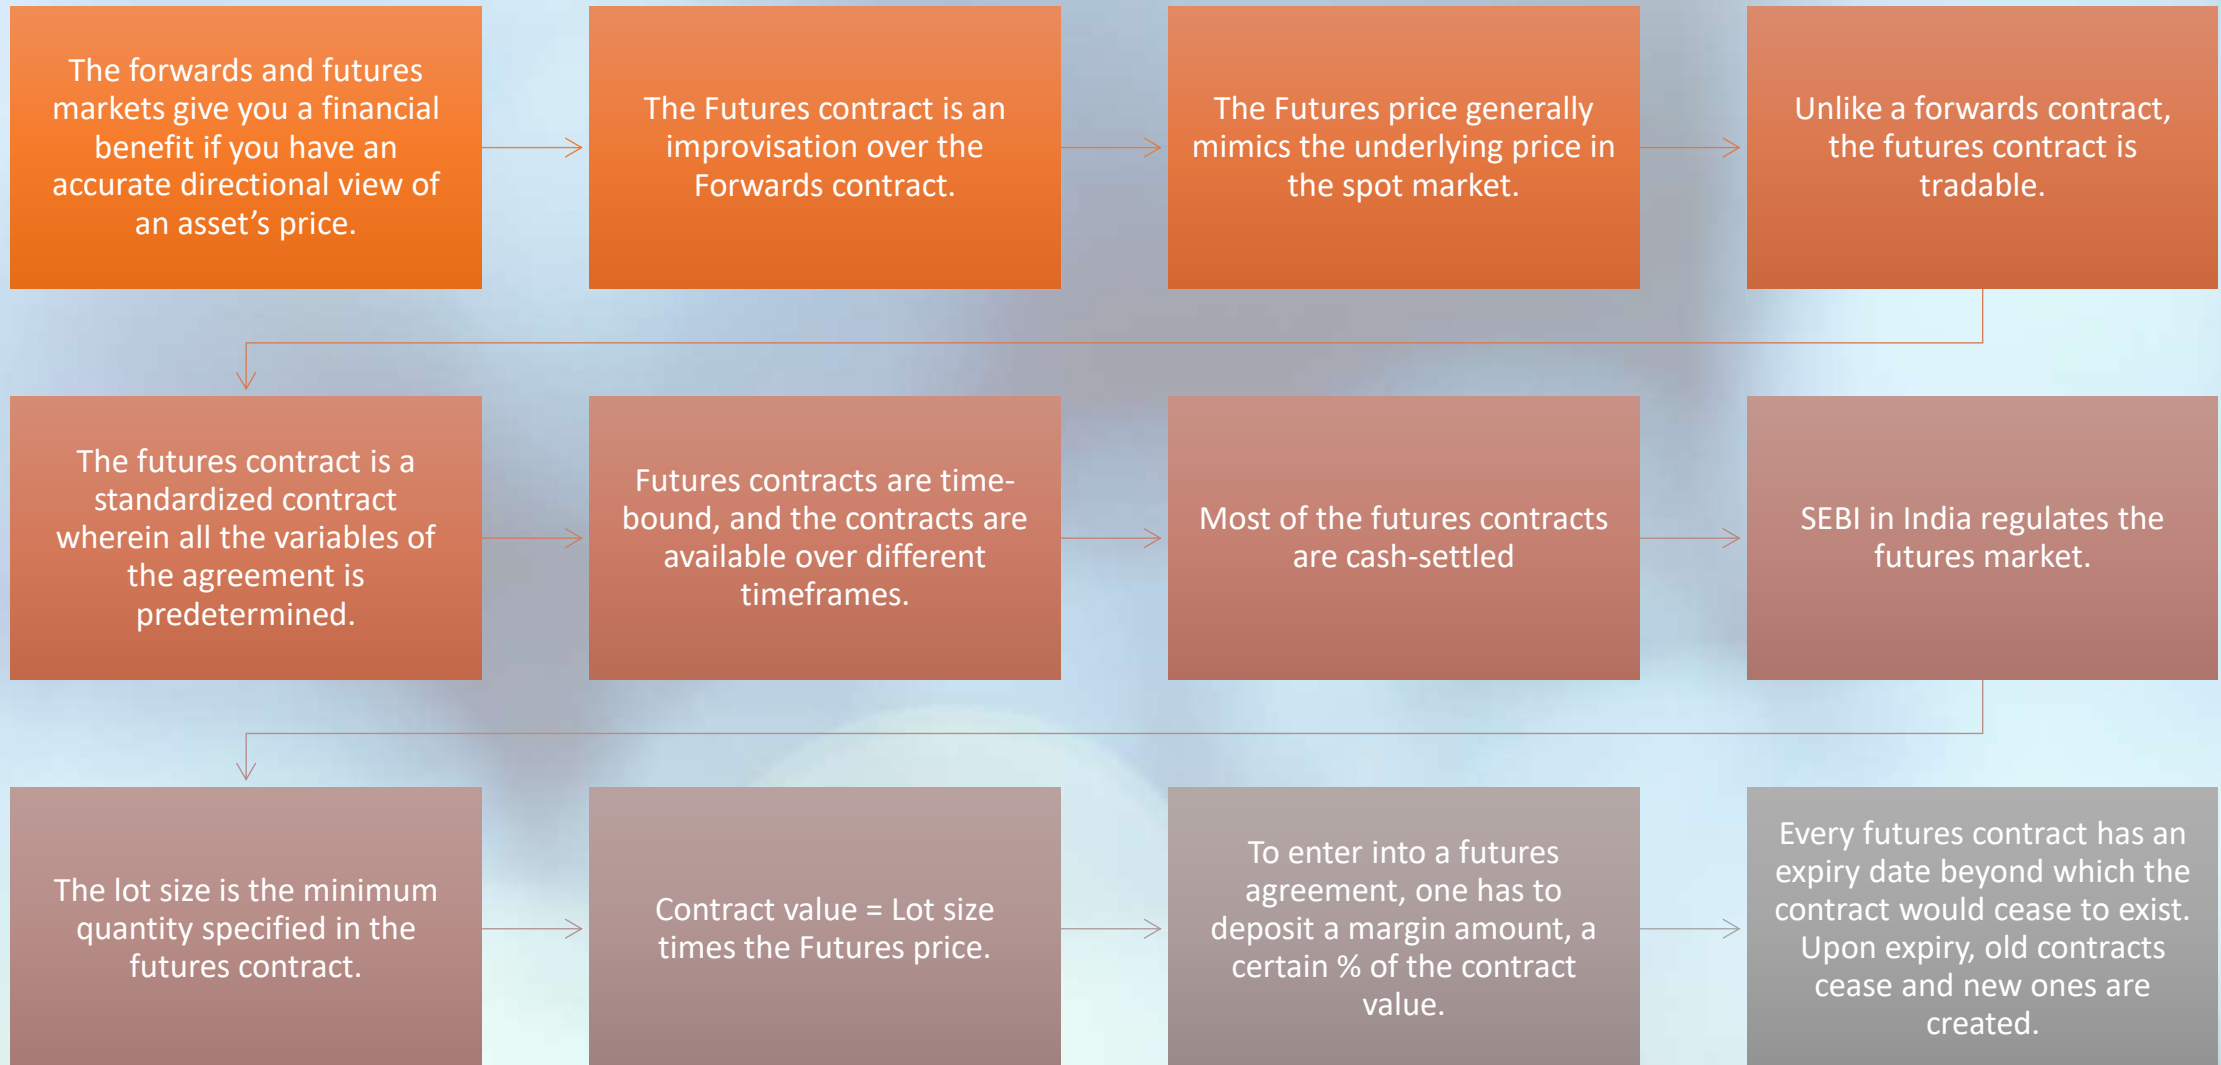 The forwards and futures
markets give you a financial
benefit if you have an
accurate directional view of
an asset’s price.
The Futures contract is an
improvisation over the
Forwards contract.
The Futures price generally
mimics the underlying price in
the spot market.
Unlike a forwards contract,
the futures contract is
tradable.
The futures contract is a
standardized contract
wherein all the variables of
the agreement is
predetermined.
Futures contracts are time-
bound, and the contracts are
available over different
timeframes.
Most of the futures contracts
are cash-settled
SEBI in India regulates the
futures market.
The lot size is the minimum
quantity specified in the
futures contract.
Contract value = Lot size
times the Futures price.
To enter into a futures
agreement, one has to
deposit a margin amount, a
certain % of the contract
value.
Every futures contract has an
expiry date beyond which the
contract would cease to exist.
Upon expiry, old contracts
cease and new ones are
created.